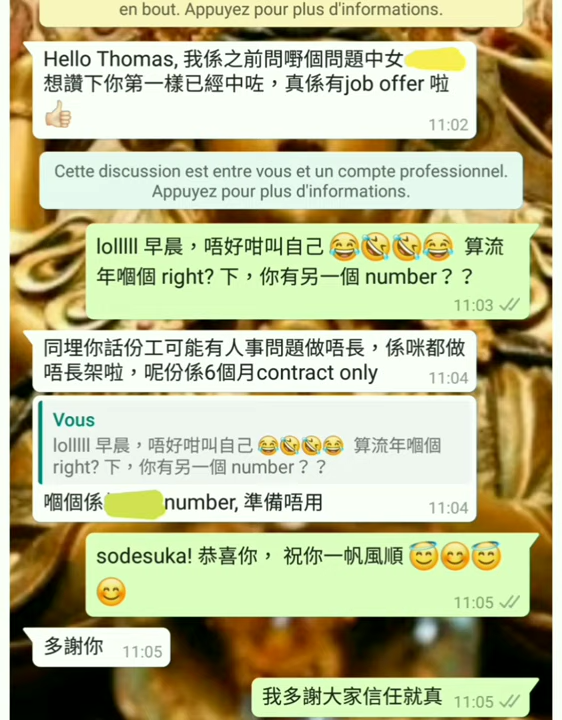 en bout. Appuyez pour plus d'informations.
Hello Thomas, 我係之前問嘢個問題中女
想讚下你第一樣已經中咗，真係有job offer 啦
👍🏻
11:02
Cette discussion est entre vous et un compte professionnel.
Appuyez pour plus d'informations.
lolllll 早晨，唔好咁叫自己 😂🤣🤣😂 算流
年嗰個 right? 下，你有另一個 number？？
11:03
同埋你話份工可能有人事問題做唔長，係咪都做
唔長架啦，呢份係6個月contract only
11:04
Vous
lolllll 早晨，唔好咁叫自己 😂🤣🤣😂 算流年嗰個
right? 下，你有另一個 number？？
嗰個係 number, 準備唔用
11:04
sodesuka! 恭喜你， 祝你一帆風順 😇😊😇
😊
11:05
多謝你 11:05
我多謝大家信任就真 11:05